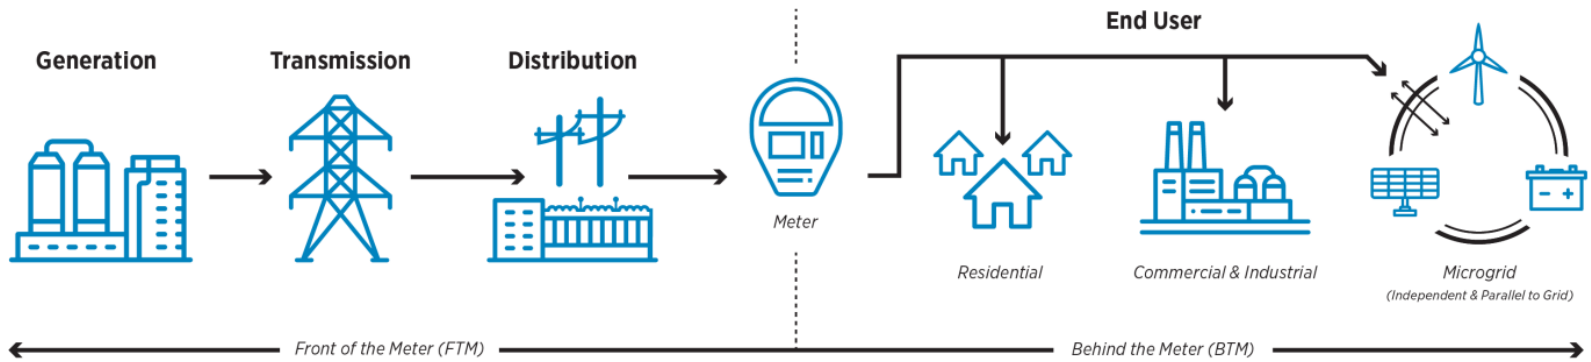 Generation
Transmission
Distribution
End User
Meter
Residential
Commercial & Industrial
Microgrid
(Independent & Parallel to Grid)
Front of the Meter (FTM)
Behind the Meter (BTM)